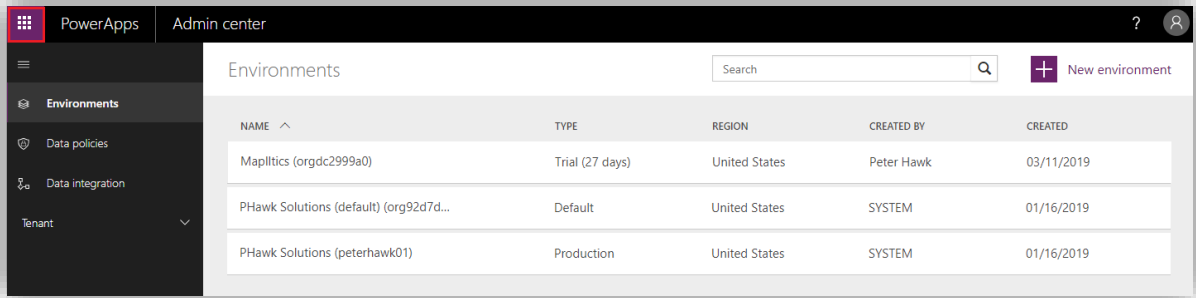 PowerApps Admin center ?
Environments
Search
New environment
Environments
Data policies
Data integration
Tenant
NAME TYPE REGION CREATED BY CREATED
Maplltics (orgdc2999a0) Trial (27 days) United States Peter Hawk 03/11/2019
PHawk Solutions (default) (org92d7d... Default United States SYSTEM 01/16/2019
PHawk Solutions (peterhawk01) Production United States SYSTEM 01/16/2019